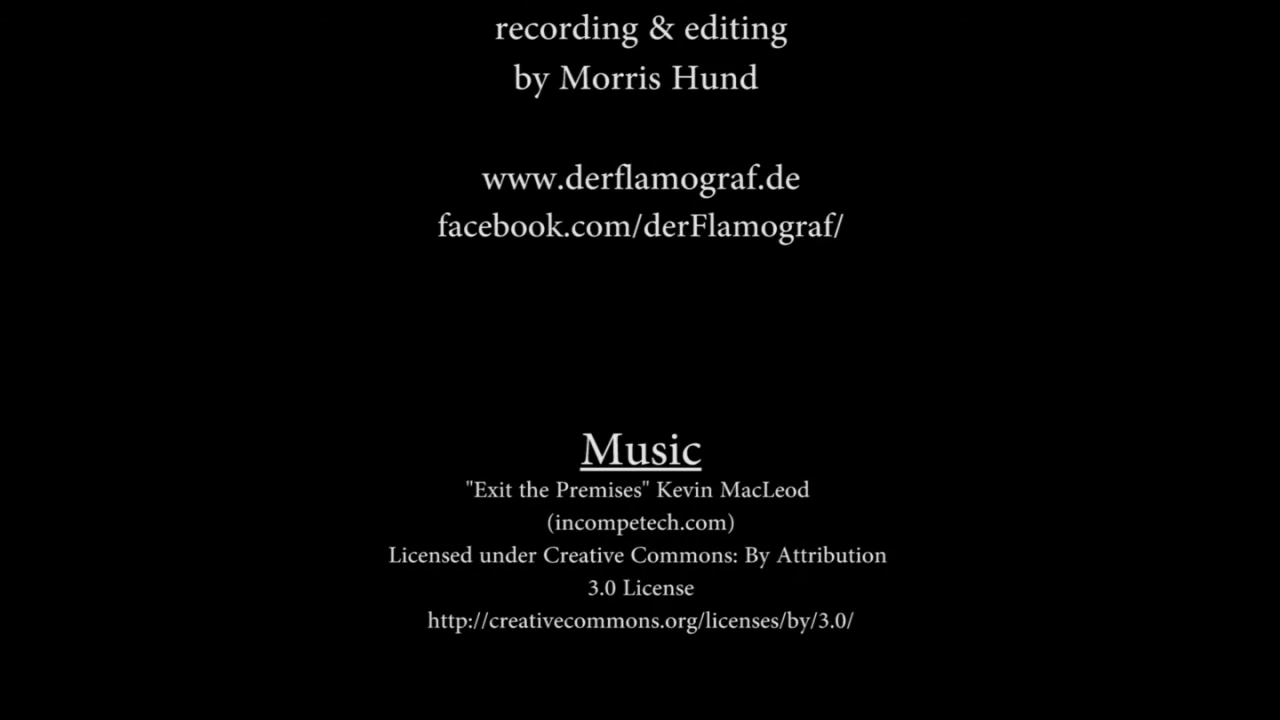 recording & editing
by Morris Hund
www.derflamograf.de
facebook.com/derFlamograf/
Music
"Exit the Premises" Kevin MacLeod
(incompetech.com)
Licensed under Creative Commons: By Attribution
3.0 License
http://creativecommons.org/licenses/by/3.0/